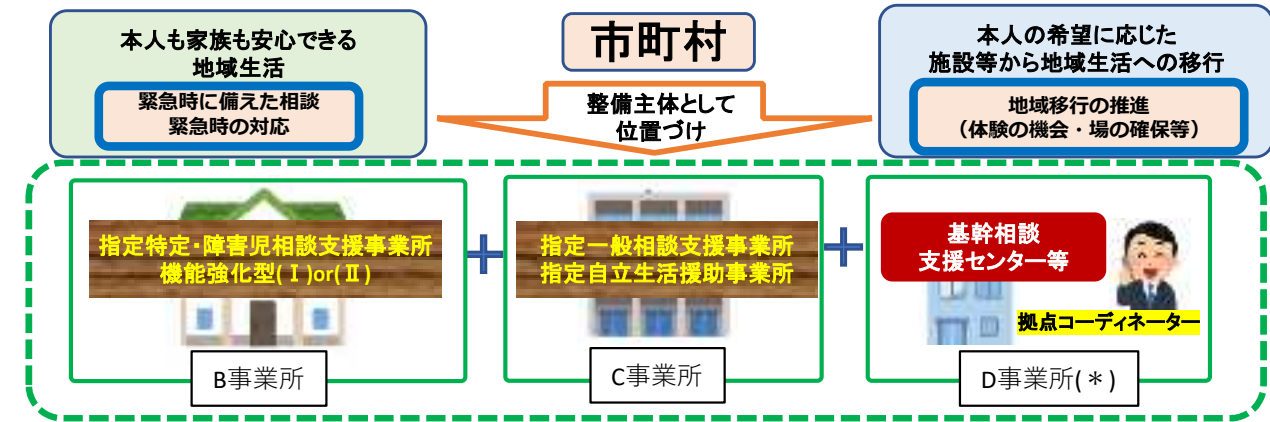 本人も家族も安心できる
地域生活
緊急時に備えた相談
緊急時の対応
市町村
整備主体として
位置づけ
本人の希望に応じた
施設等から地域生活への移行
地域移行の推進
（体験の機会・場の確保等）
指定特定・障害児相談支援事業所
機能強化型(Ⅰ)or(Ⅱ)
B事業所
+
指定一般相談支援事業所
指定自立生活援助事業所
C事業所
+
基幹相談
支援センター等
拠点コーディネーター
D事業所(＊)